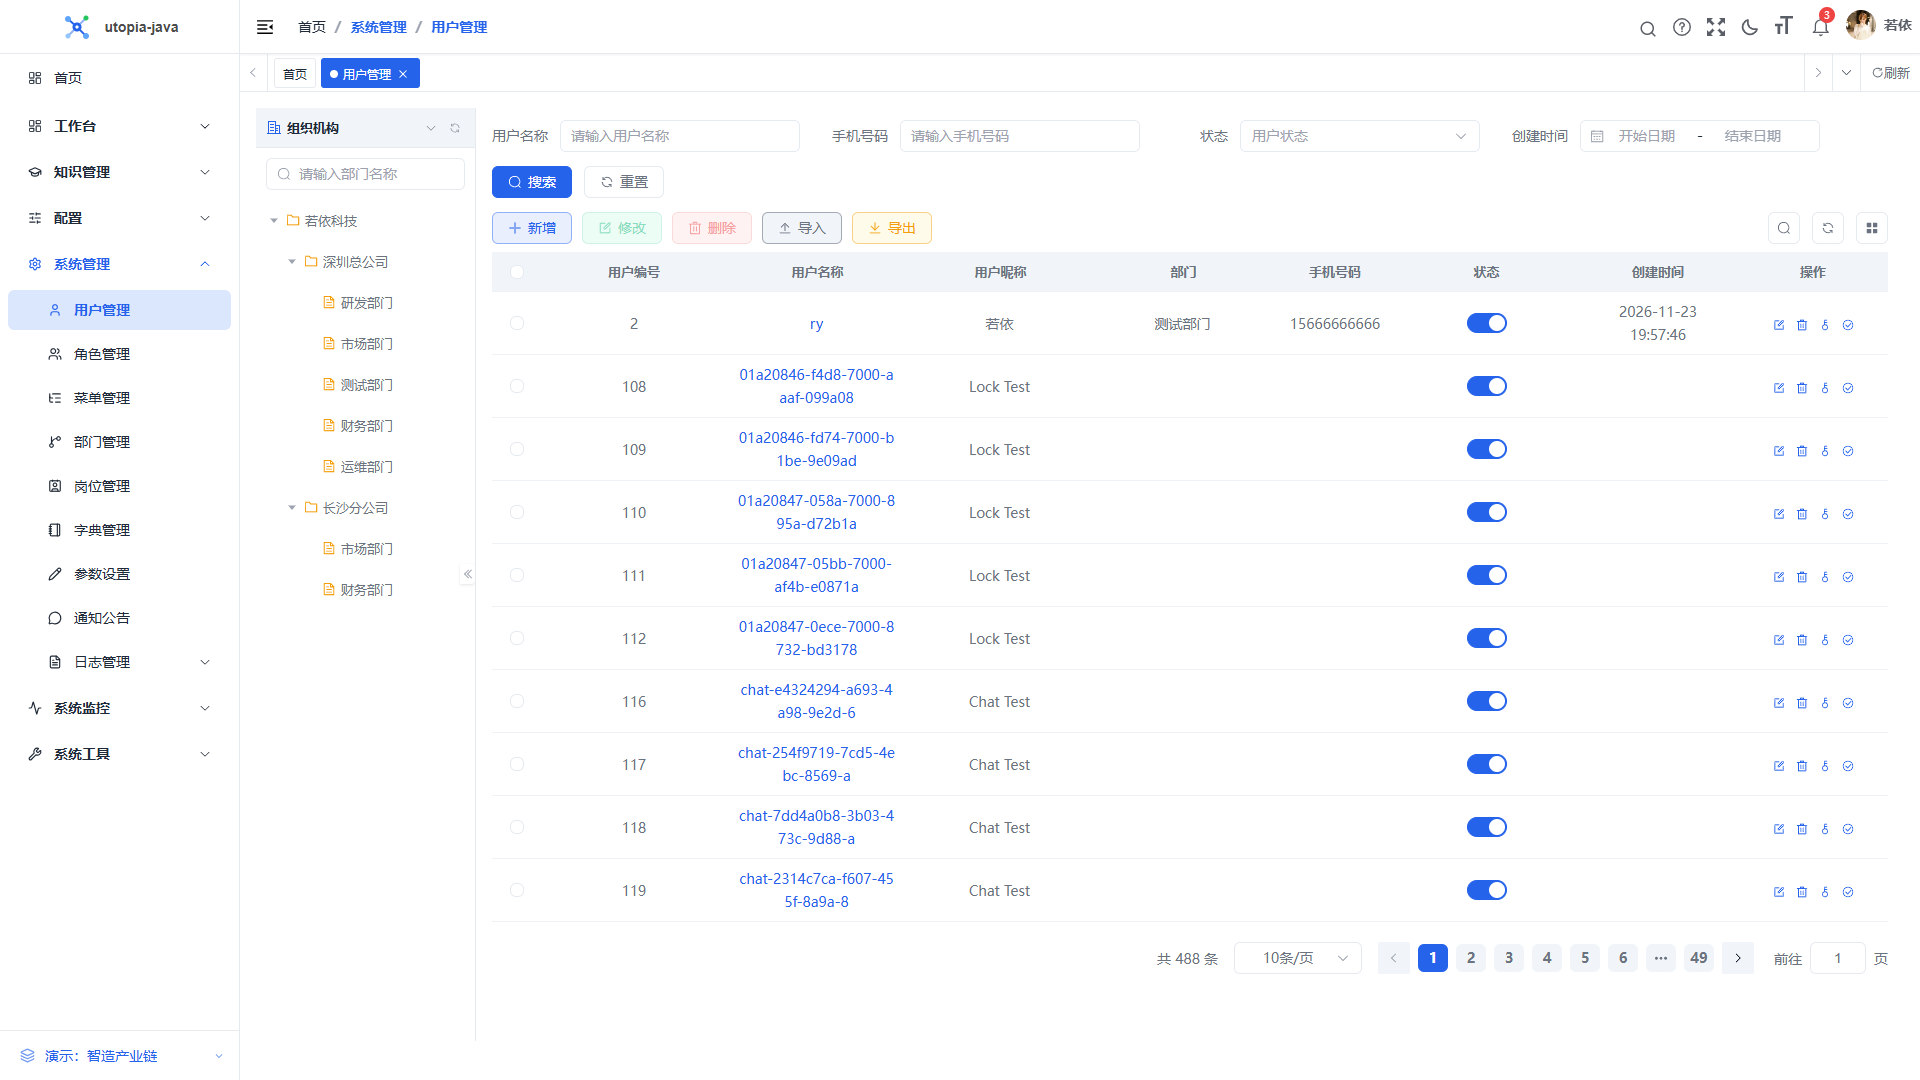 utopia-java
首页 / 系统管理 / 用户管理
3
若依
首页
用户管理
刷新
首页
工作台
知识管理
配置
系统管理
用户管理
角色管理
菜单管理
部门管理
岗位管理
字典管理
参数设置
通知公告
日志管理
系统监控
系统工具
演示：智造产业链
组织机构
请输入部门名称
若依科技
深圳总公司
研发部门
市场部门
测试部门
财务部门
运维部门
长沙分公司
市场部门
财务部门
用户名称 请输入用户名称 手机号码 请输入手机号码 状态 用户状态 创建时间 开始日期 - 结束日期
搜索 重置
新增 修改 删除 导入 导出
用户编号 用户名称 用户昵称 部门 手机号码 状态 创建时间 操作
2 ry 若依 测试部门 15666666666 2026-11-23
19:57:46
108 01a20846-f4d8-7000-a Lock Test
aaf-099a08
109 01a20846-fd74-7000-b Lock Test
1be-9e09ad
110 01a20847-058a-7000-8 Lock Test
95a-d72b1a
111 01a20847-05bb-7000- Lock Test
af4b-e0871a
112 01a20847-0ece-7000-8 Lock Test
732-bd3178
116 chat-e4324294-a693-4 Chat Test
a98-9e2d-6
117 chat-254f9719-7cd5-4e Chat Test
bc-8569-a
118 chat-7dd4a0b8-3b03-4 Chat Test
73c-9d88-a
119 chat-2314c7ca-f607-45 Chat Test
5f-8a9a-8
共 488 条 10条/页 1 2 3 4 5 6 ··· 49 前往 1 页